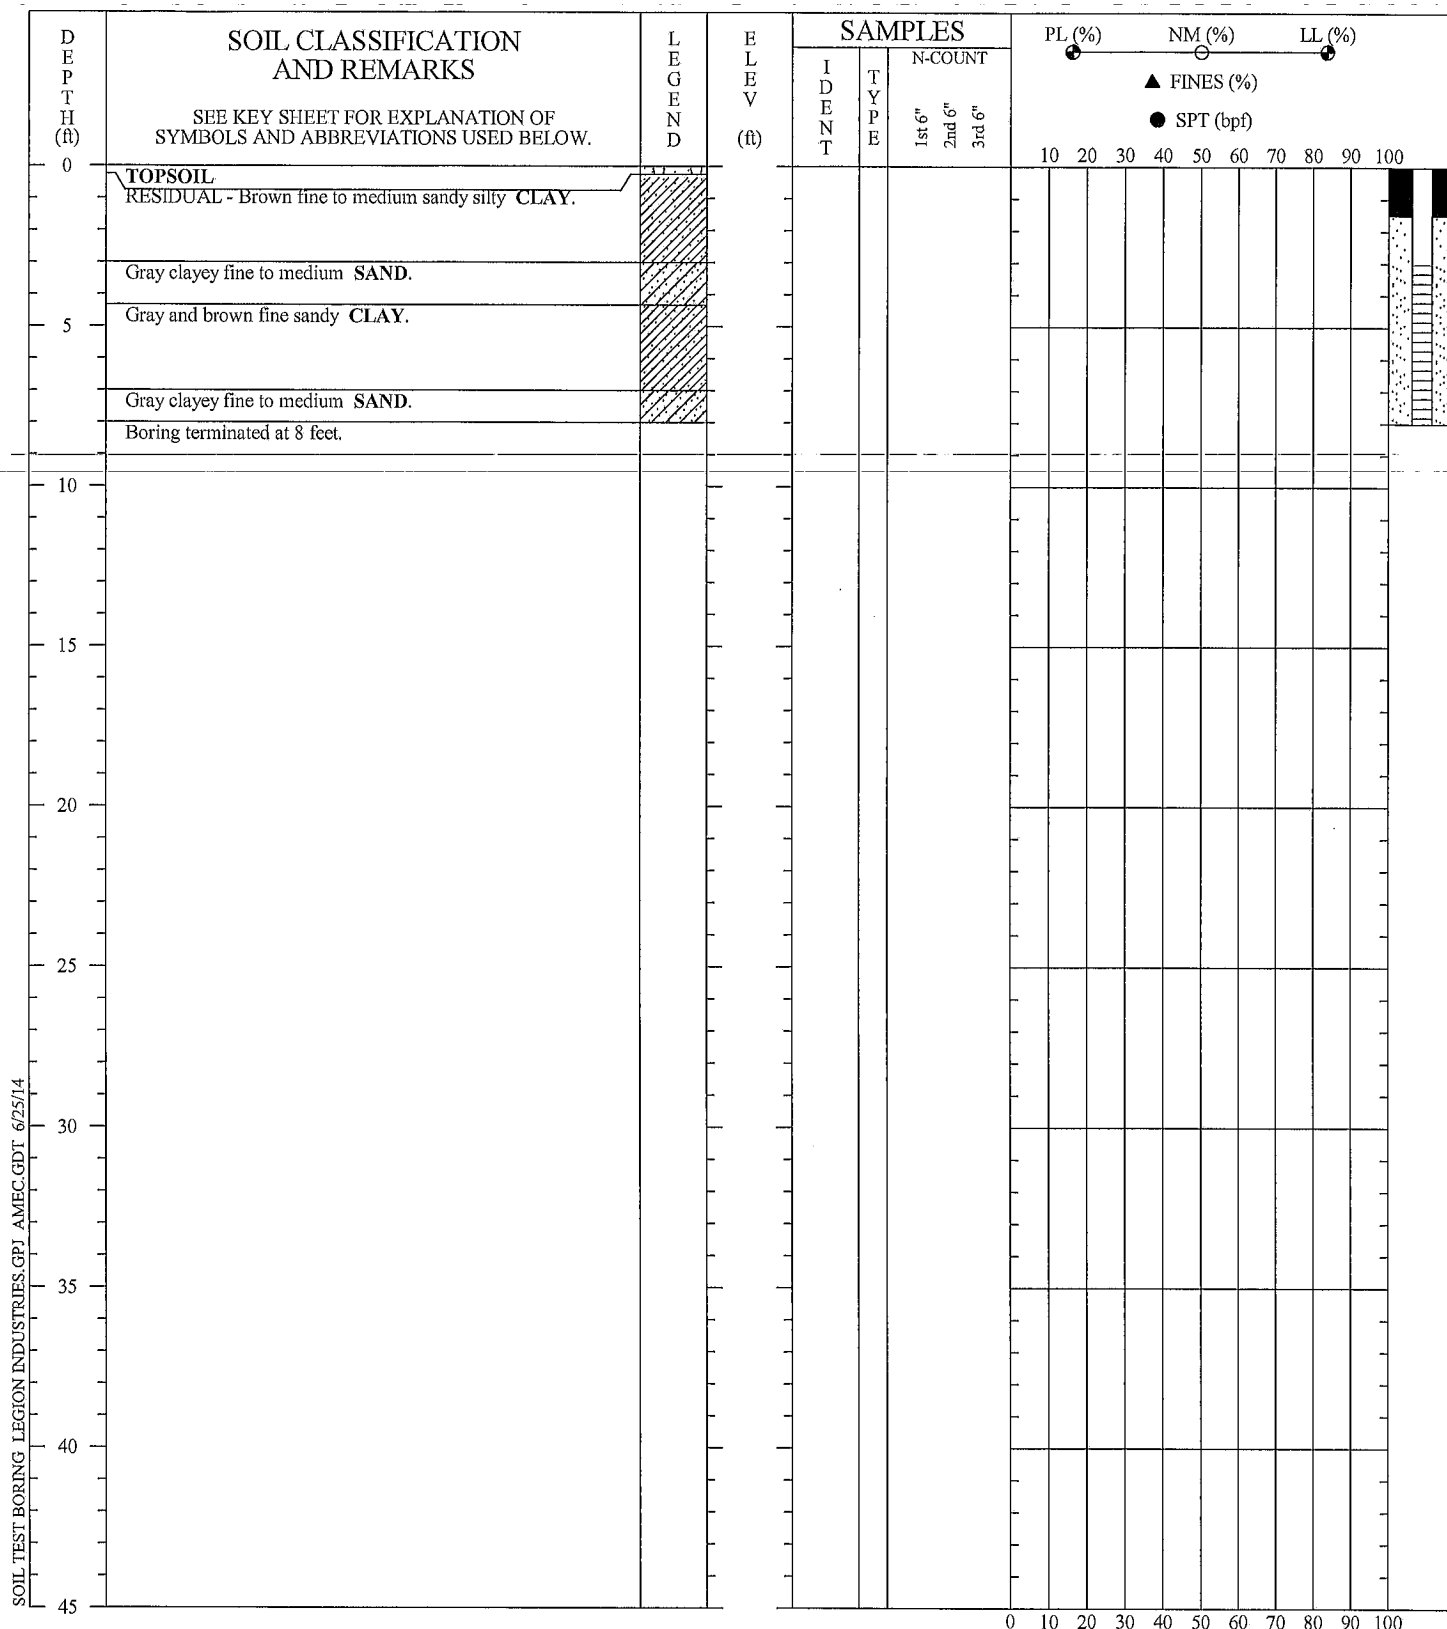 DEPTH (ft)
SOIL CLASSIFICATION
AND REMARKS
SEE KEY SHEET FOR EXPLANATION OF
SYMBOLS AND ABBREVIATIONS USED BELOW.
LEGEND
ELEV (ft)
SAMPLES
IDENT
TYPE
N-COUNT
1st 6"
2nd 6"
3rd 6"
PL (%) NM (%) LL (%)
▲ FINES (%)
● SPT (bpf)
10 20 30 40 50 60 70 80 90 100
0
TOPSOIL
RESIDUAL - Brown fine to medium sandy silty CLAY.
Gray clayey fine to medium SAND.
Gray and brown fine sandy CLAY.
5
Gray clayey fine to medium SAND.
Boring terminated at 8 feet.
10
15
20
25
30
35
40
45
0 10 20 30 40 50 60 70 80 90 100
SOIL TEST BORING LEGION INDUSTRIES.GPJ AMEC.GDT 6/25/14